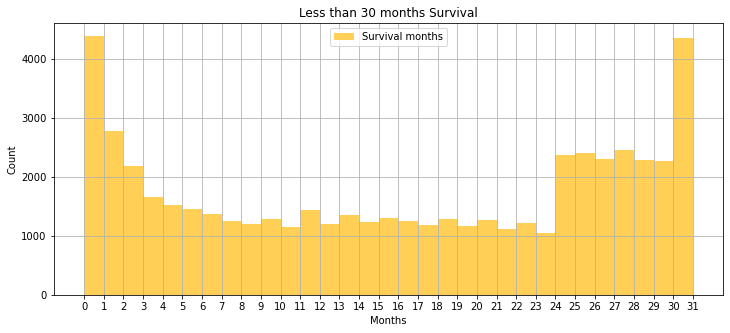 Less than 30 months Survival
Survival months
Count
4000
3000
2000
1000
0
0 1 2 3 4 5 6 7 8 9 10 11 12 13 14 15 16 17 18 19 20 21 22 23 24 25 26 27 28 29 30 31
Months